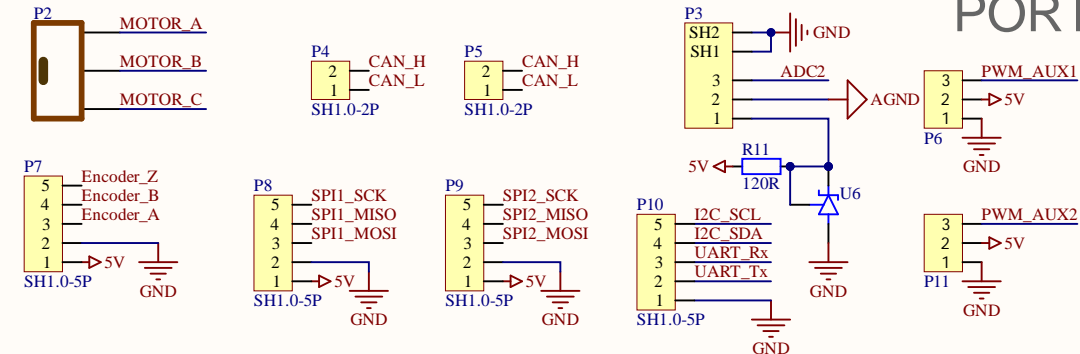 PORT
P2
MOTOR_A
MOTOR_B
MOTOR_C
P4
2
1
CAN_H
CAN_L
SH1.0-2P
P5
2
1
CAN_H
CAN_L
SH1.0-2P
P3
SH2
SH1
3
2
1
GND
ADC2
AGND
5V
R11
120R
U6
GND
P6
3
2
1
PWM_AUX1
5V
GND
P7
5
4
3
2
1
Encoder_Z
Encoder_B
Encoder_A
5V
GND
SH1.0-5P
P8
5
4
3
2
1
SPI1_SCK
SPI1_MISO
SPI1_MOSI
5V
GND
SH1.0-5P
P9
5
4
3
2
1
SPI2_SCK
SPI2_MISO
SPI2_MOSI
5V
GND
SH1.0-5P
P10
5
4
3
2
1
I2C_SCL
I2C_SDA
UART_Rx
UART_Tx
GND
SH1.0-5P
3
2
1
PWM_AUX2
5V
P11
GND